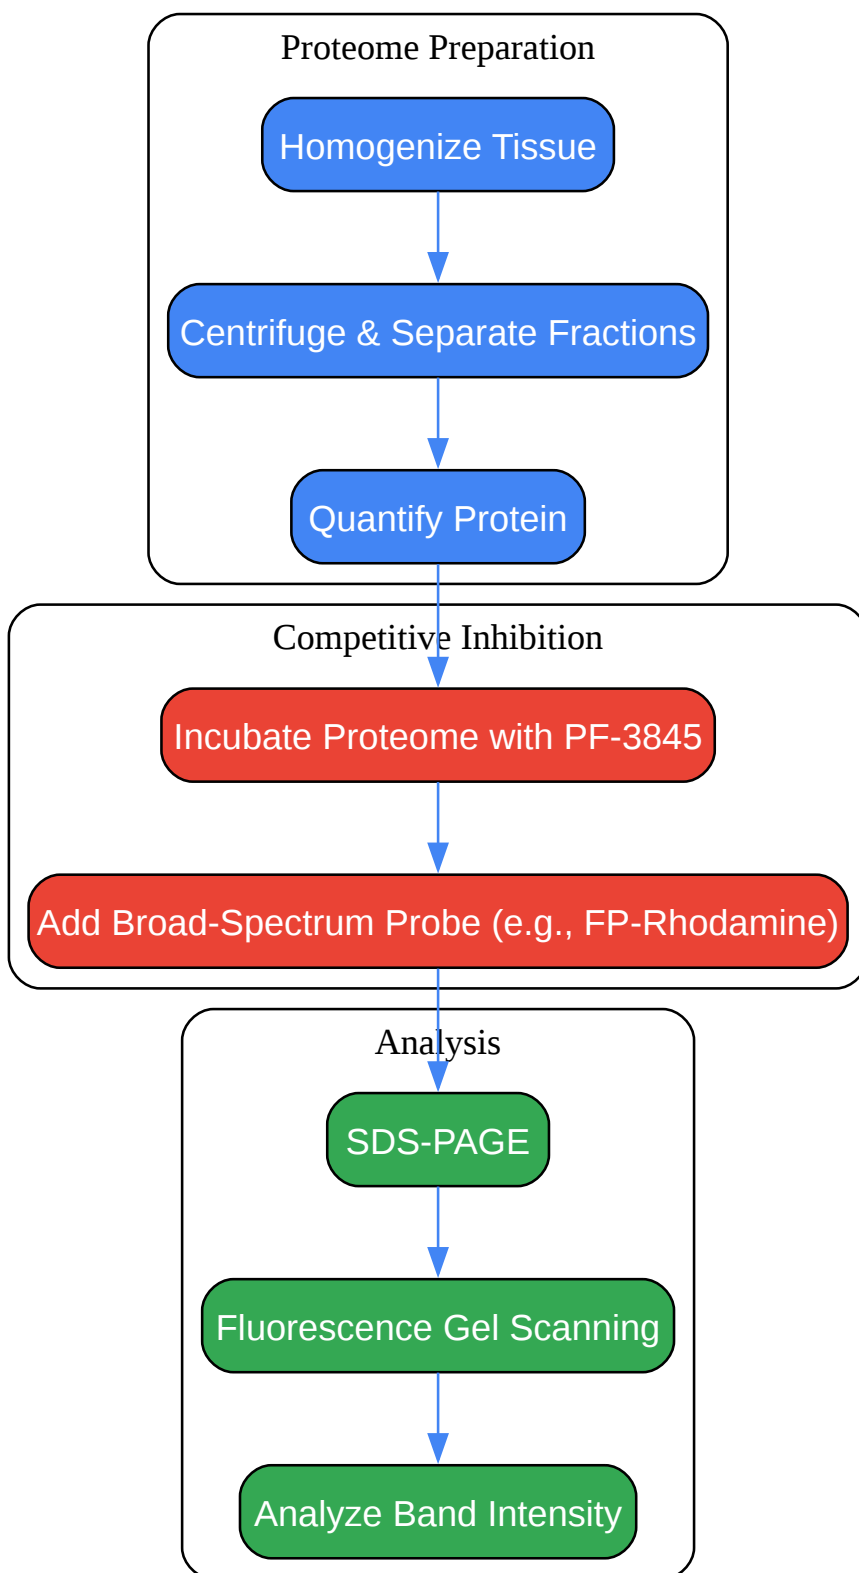 Proteome Preparation
Homogenize Tissue
Centrifuge & Separate Fractions
Quantify Protein
Competitive Inhibition
Incubate Proteome with PF-3845
Add Broad-Spectrum Probe (e.g., FP-Rhodamine)
Analysis
SDS-PAGE
Fluorescence Gel Scanning
Analyze Band Intensity